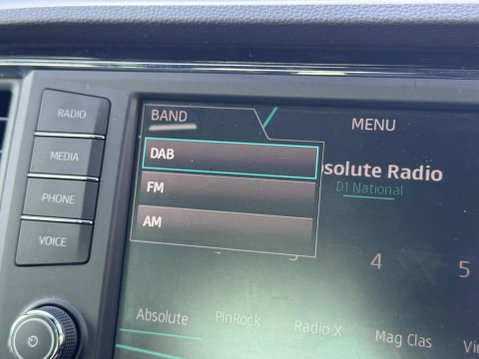 RADIO
MEDIA
PHONE
VOICE
BAND
MENU
DAB
FM
AM
solute Radio
D1 National
4
5
Absolute
PinRock
Radio X
Mag Clas